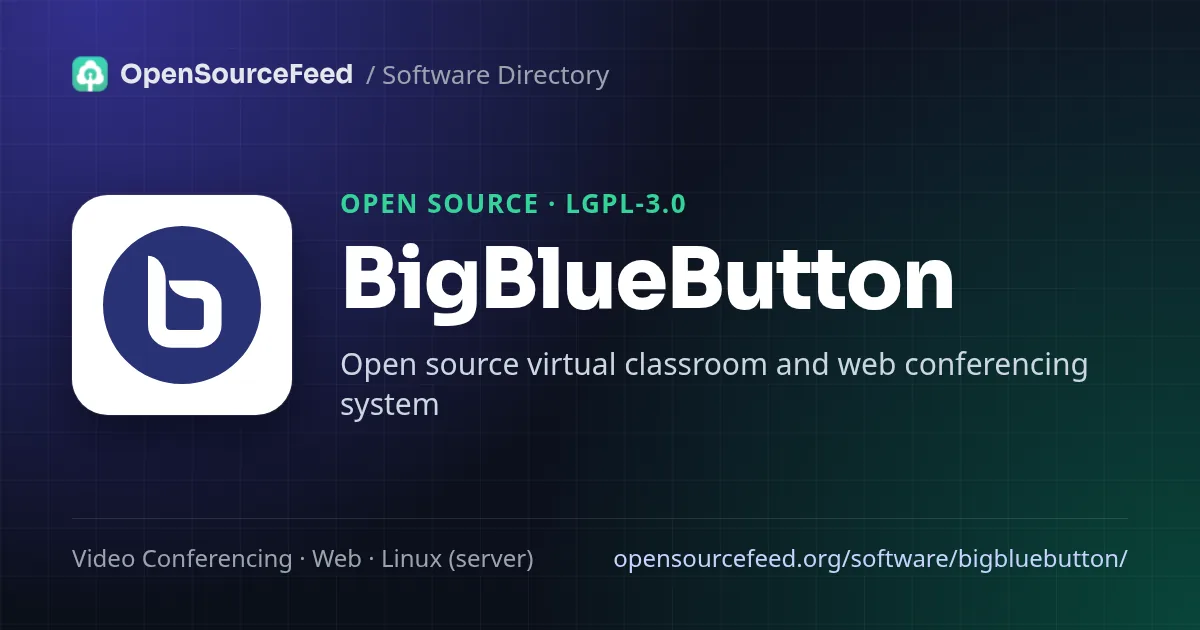 OpenSourceFeed / Software Directory
OPEN SOURCE · LGPL-3.0
BigBlueButton
Open source virtual classroom and web conferencing
system
Video Conferencing · Web · Linux (server)
opensourcefeed.org/software/bigbluebutton/